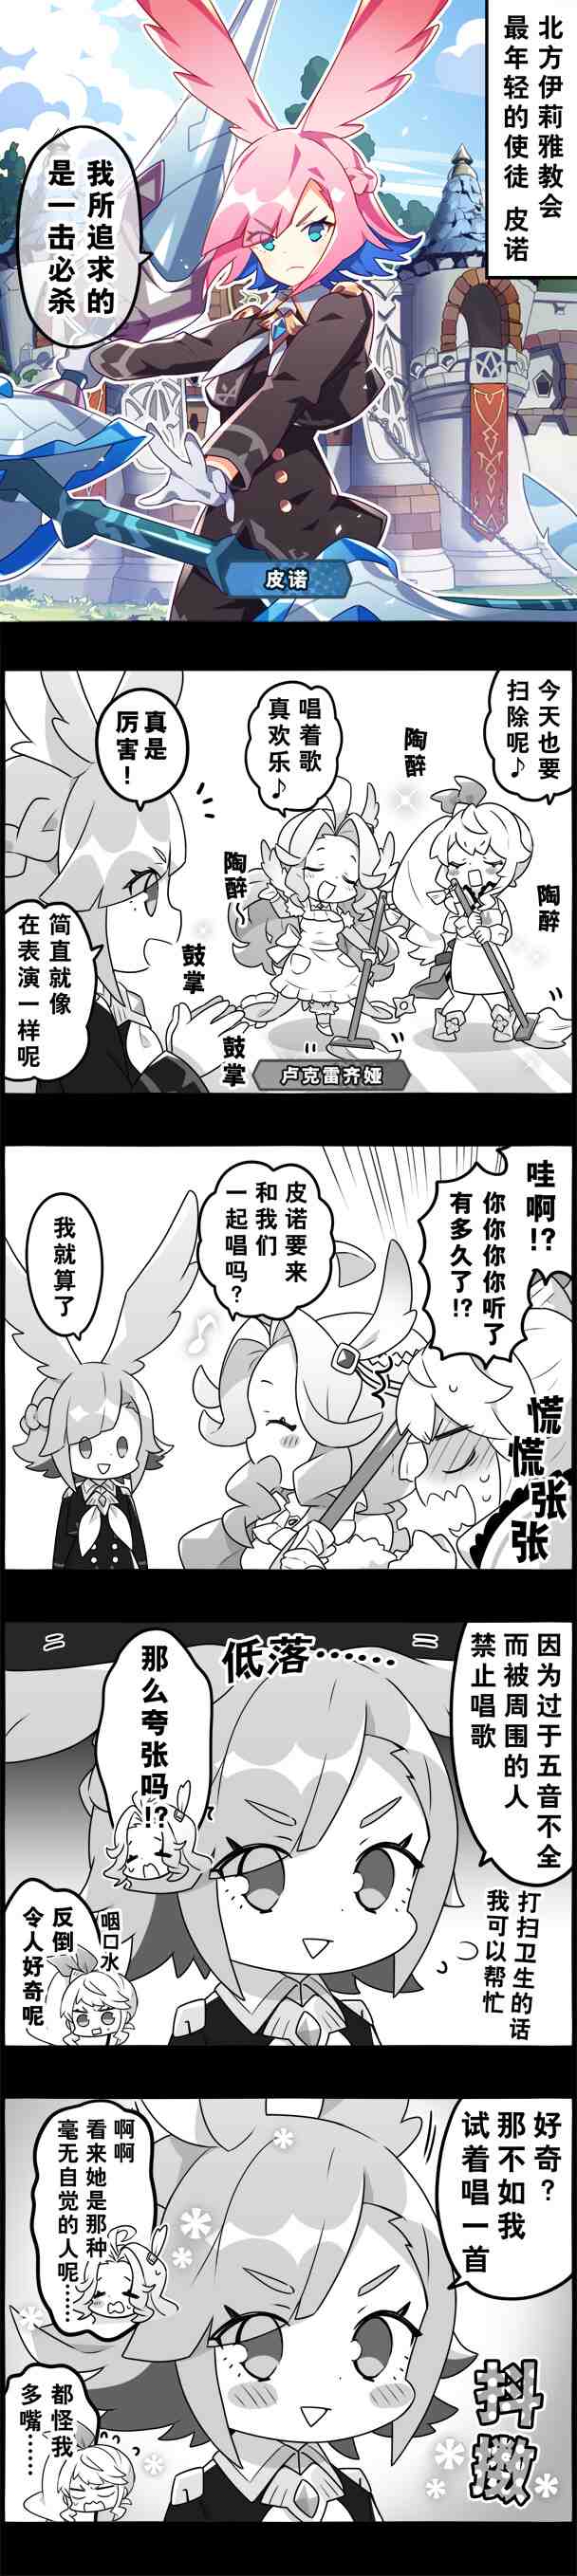 北方伊莉雅教会
最年轻的使徒 皮诺
我所追求的
是一击必杀
皮诺
今天也要
扫除呢♪
陶醉
陶醉
唱着歌
真欢乐♪
陶醉~
卢克雷齐娅
真是
厉害!
鼓掌
鼓掌
简直就像
在表演一样呢
哇啊!?
你你你你听了
有多久了!?
慌慌张张
皮诺要来
和我们
一起唱吗?
我就算了
因为过于五音不全
而被周围的人
禁止唱歌
打扫卫生的话
我可以帮忙
低落……
那么夸张吗!?
咽口水
反倒
令人好奇呢
好奇?
那不如我
试着唱一首
抖擞
啊啊
看来她是那种
毫无自觉的人呢……
都怪我
多嘴……